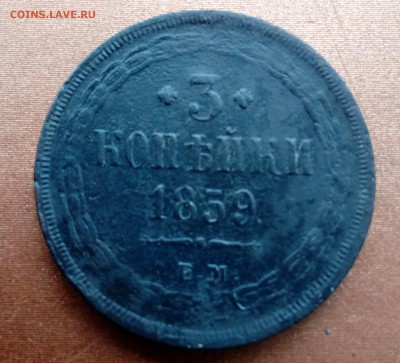 COINS.LAVE.RU
3
КОПѢЙКИ
1859
Е.М.